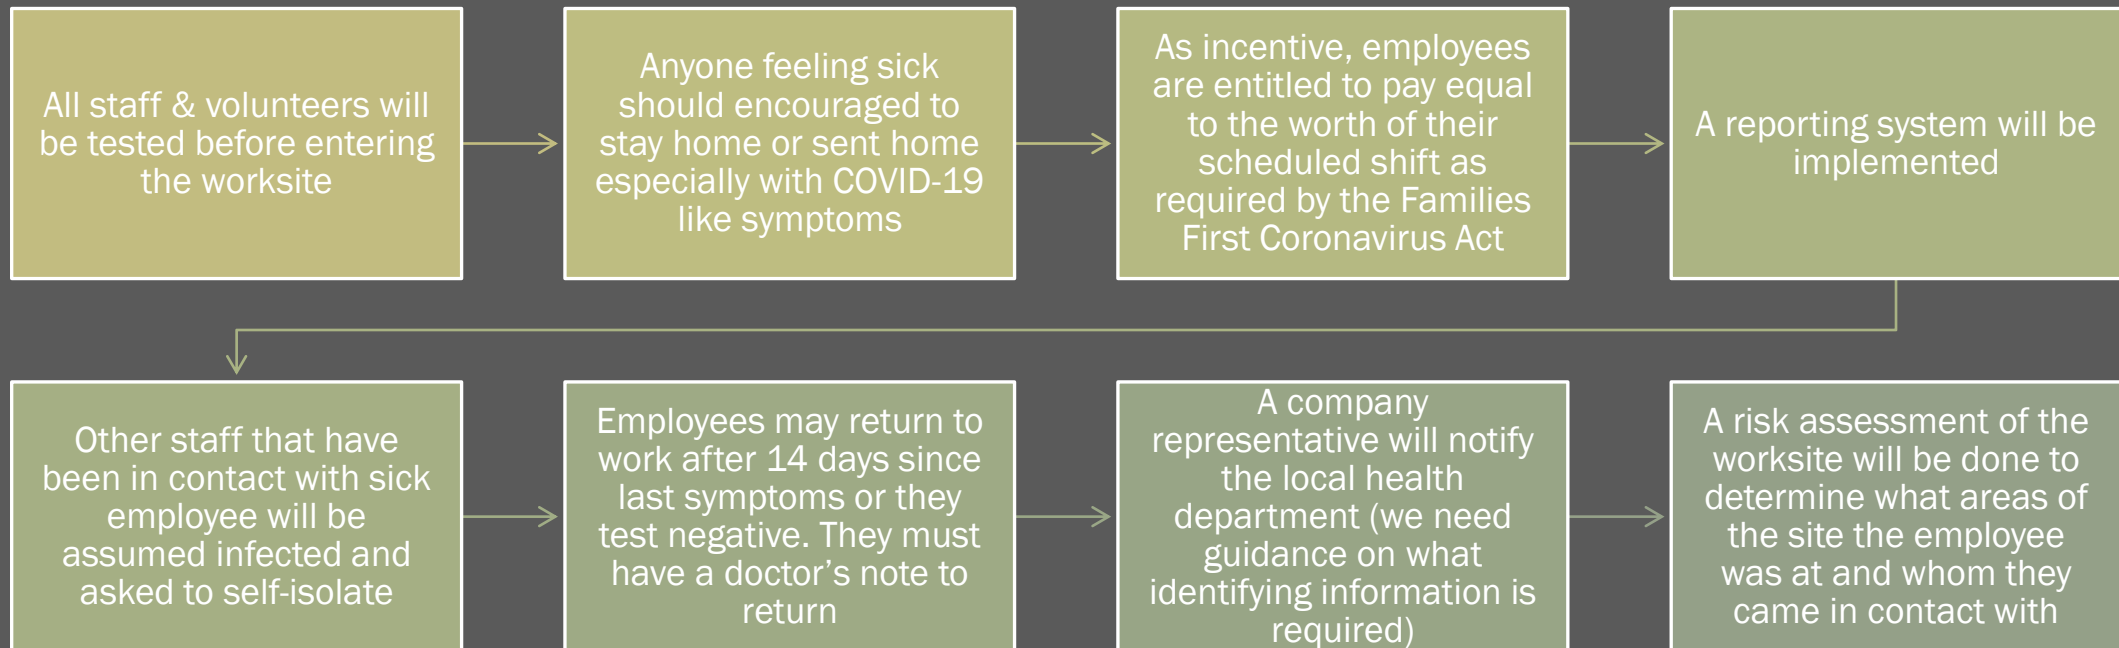 All staff & volunteers will
be tested before entering
the worksite
Anyone feeling sick
should encouraged to
stay home or sent home
especially with COVID-19
like symptoms
As incentive, employees
are entitled to pay equal
to the worth of their
scheduled shift as
required by the Families
First Coronavirus Act
A reporting system will be
implemented
Other staff that have
been in contact with sick
employee will be
assumed infected and
asked to self-isolate
Employees may return to
work after 14 days since
last symptoms or they
test negative. They must
have a doctor’s note to
return
A company
representative will notify
the local health
department (we need
guidance on what
identifying information is
required)
A risk assessment of the
worksite will be done to
determine what areas of
the site the employee
was at and whom they
came in contact with